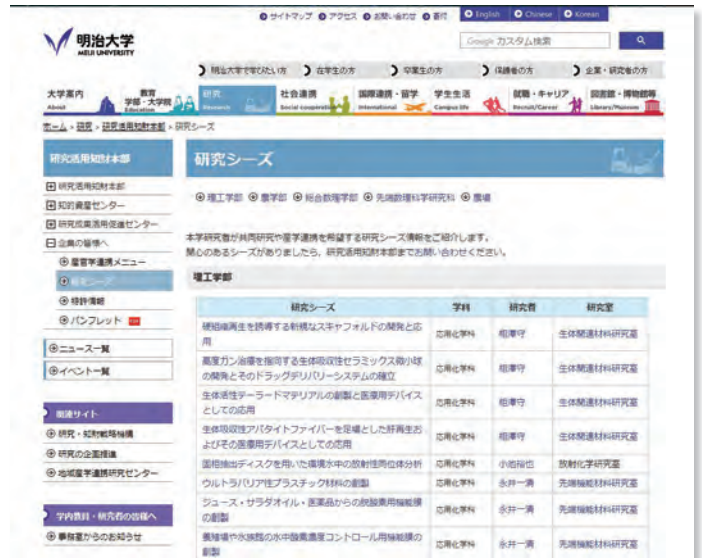 サイトマップ アクセス お問い合わせ 寄付 English Chinese Korean
明治大学
MEIJI UNIVERSITY
Google カスタム検索
明治大学で学びたい方 在学生の方 卒業生の方 保護者の方 企業・研究者の方
大学案内 教育 研究 社会連携 国際連携・留学 学生生活 就職・キャリア 図書館・博物館等
学部・大学院
About Education Research Social cooperation International Campus life Recruit/Career Library/Museum
ホーム > 研究 > 研究活用知財本部 > 研究シーズ
研究活用知財本部
研究活用知財本部
知的資産センター
研究成果活用促進センター
企業の皆様へ
産官学連携メニュー
研究シーズ
特許情報
パンフレット
ニュース一覧
イベント一覧
関連サイト
研究・知財戦略機構
研究の企画推進
地域産学連携研究センター
学内教員・研究者の皆様へ
事務室からのお知らせ
研究シーズ
理工学部 農学部 総合数理学部 先端数理科学研究科 農場
本学研究者が共同研究や産学連携を希望する研究シーズ情報をご紹介します。
関心のあるシーズがありましたら、研究活用知財本部までお問い合わせください。
理工学部
研究シーズ 学科 研究者 研究室
硬組織再生を誘導する新規なスキャフォルドの開発と応
用 応用化学科 相澤守 生体関連材料研究室
高度ガン治療を指向する生体吸収性セラミックス微小球
の開発とそのドラッグデリバリーシステムの確立 応用化学科 相澤守 生体関連材料研究室
生体活性テーラードマテリアルの創製と医療用デバイス
としての応用 応用化学科 相澤守 生体関連材料研究室
生体吸収性アパタイトファイバーを足場とした肝再生お
よびその医療用デバイスとしての応用 応用化学科 相澤守 生体関連材料研究室
固相抽出ディスクを用いた環境水中の放射性同位体分析 応用化学科 小池裕也 放射化学研究室
ウルトラバリア性プラスチック材料の創製 応用化学科 永井一清 先端機能材料研究室
ジュース・サラダオイル・医薬品からの脱酸素用機能膜
の創製 応用化学科 永井一清 先端機能材料研究室
養殖場や水族館の水中酸素濃度コントロール用機能膜の
創製 応用化学科 永井一清 先端機能材料研究室